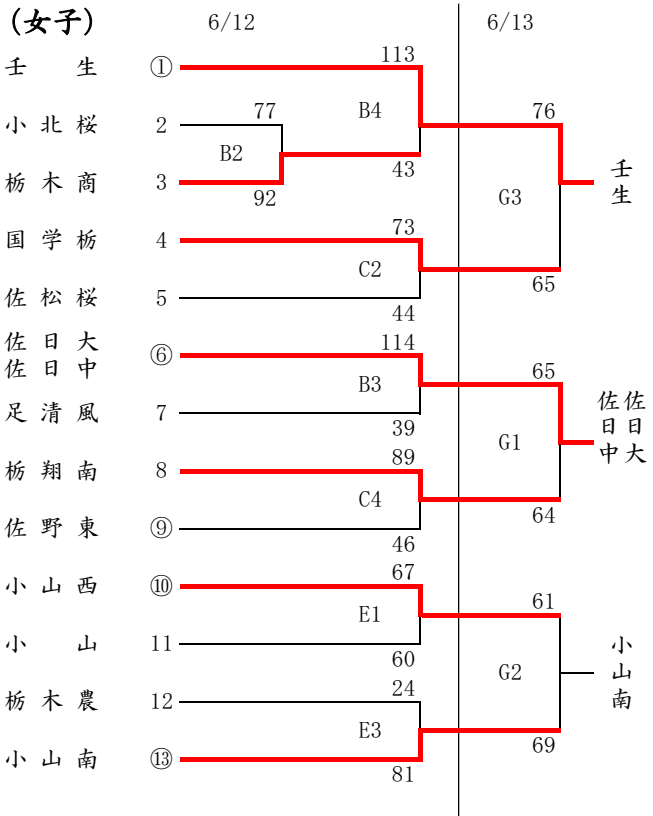 (女子)
6/12
6/13
壬生 ①
113
小北桜 2
77
B4
76
B2
栃木商 3
92
43
壬生
G3
国学栃 4
73
C2
65
佐松桜 5
44
佐日大
佐日中
⑥
114
B3
65
足清風 7
39
佐日大
佐日中
G1
栃翔南 8
89
C4
64
佐野東 ⑨
46
小山西 ⑩
67
E1
61
小山 11
60
小山南
G2
栃木農 12
24
E3
69
小山南 ⑬
81